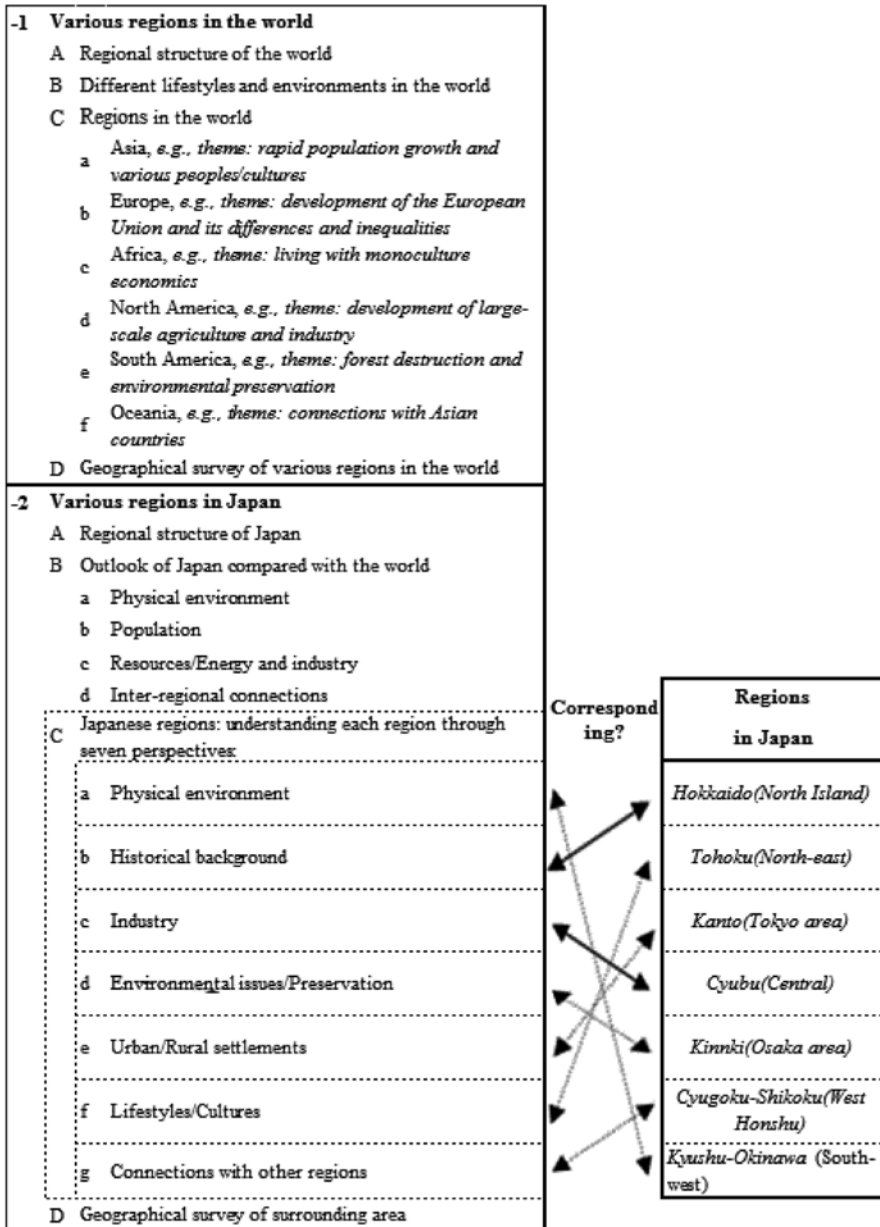 -1 Various regions in the world
A Regional structure of the world
B Different lifestyles and environments in the world
C Regions in the world
a Asia, e.g., theme: rapid population growth and
various peoples/cultures
b Europe, e.g., theme: development of the European
Union and its differences and inequalities
c Africa, e.g., theme: living with monoculture
economics
d North America, e.g., theme: development of large-
scale agriculture and industry
e South America, e.g., theme: forest destruction and
environmental preservation
f Oceania, e.g., theme: connections with Asian
countries
D Geographical survey of various regions in the world
-2 Various regions in Japan
A Regional structure of Japan
B Outlook of Japan compared with the world
a Physical environment
b Population
c Resources/Energy and industry
d Inter-regional connections
C Japanese regions: understanding each region through
seven perspectives:
a Physical environment
b Historical background
c Industry
d Environmental issues/Preservation
e Urban/Rural settlements
f Lifestyles/Cultures
g Connections with other regions
D Geographical survey of surrounding area
Correspond
ing?
Regions
in Japan
Hokkaido(North Island)
Tohoku(North-east)
Kanto(Tokyo area)
Cyubu(Central)
Kinnki(Osaka area)
Cyugoku-Shikoku(West
Honshu)
Kyushu-Okinawa (South-
west)